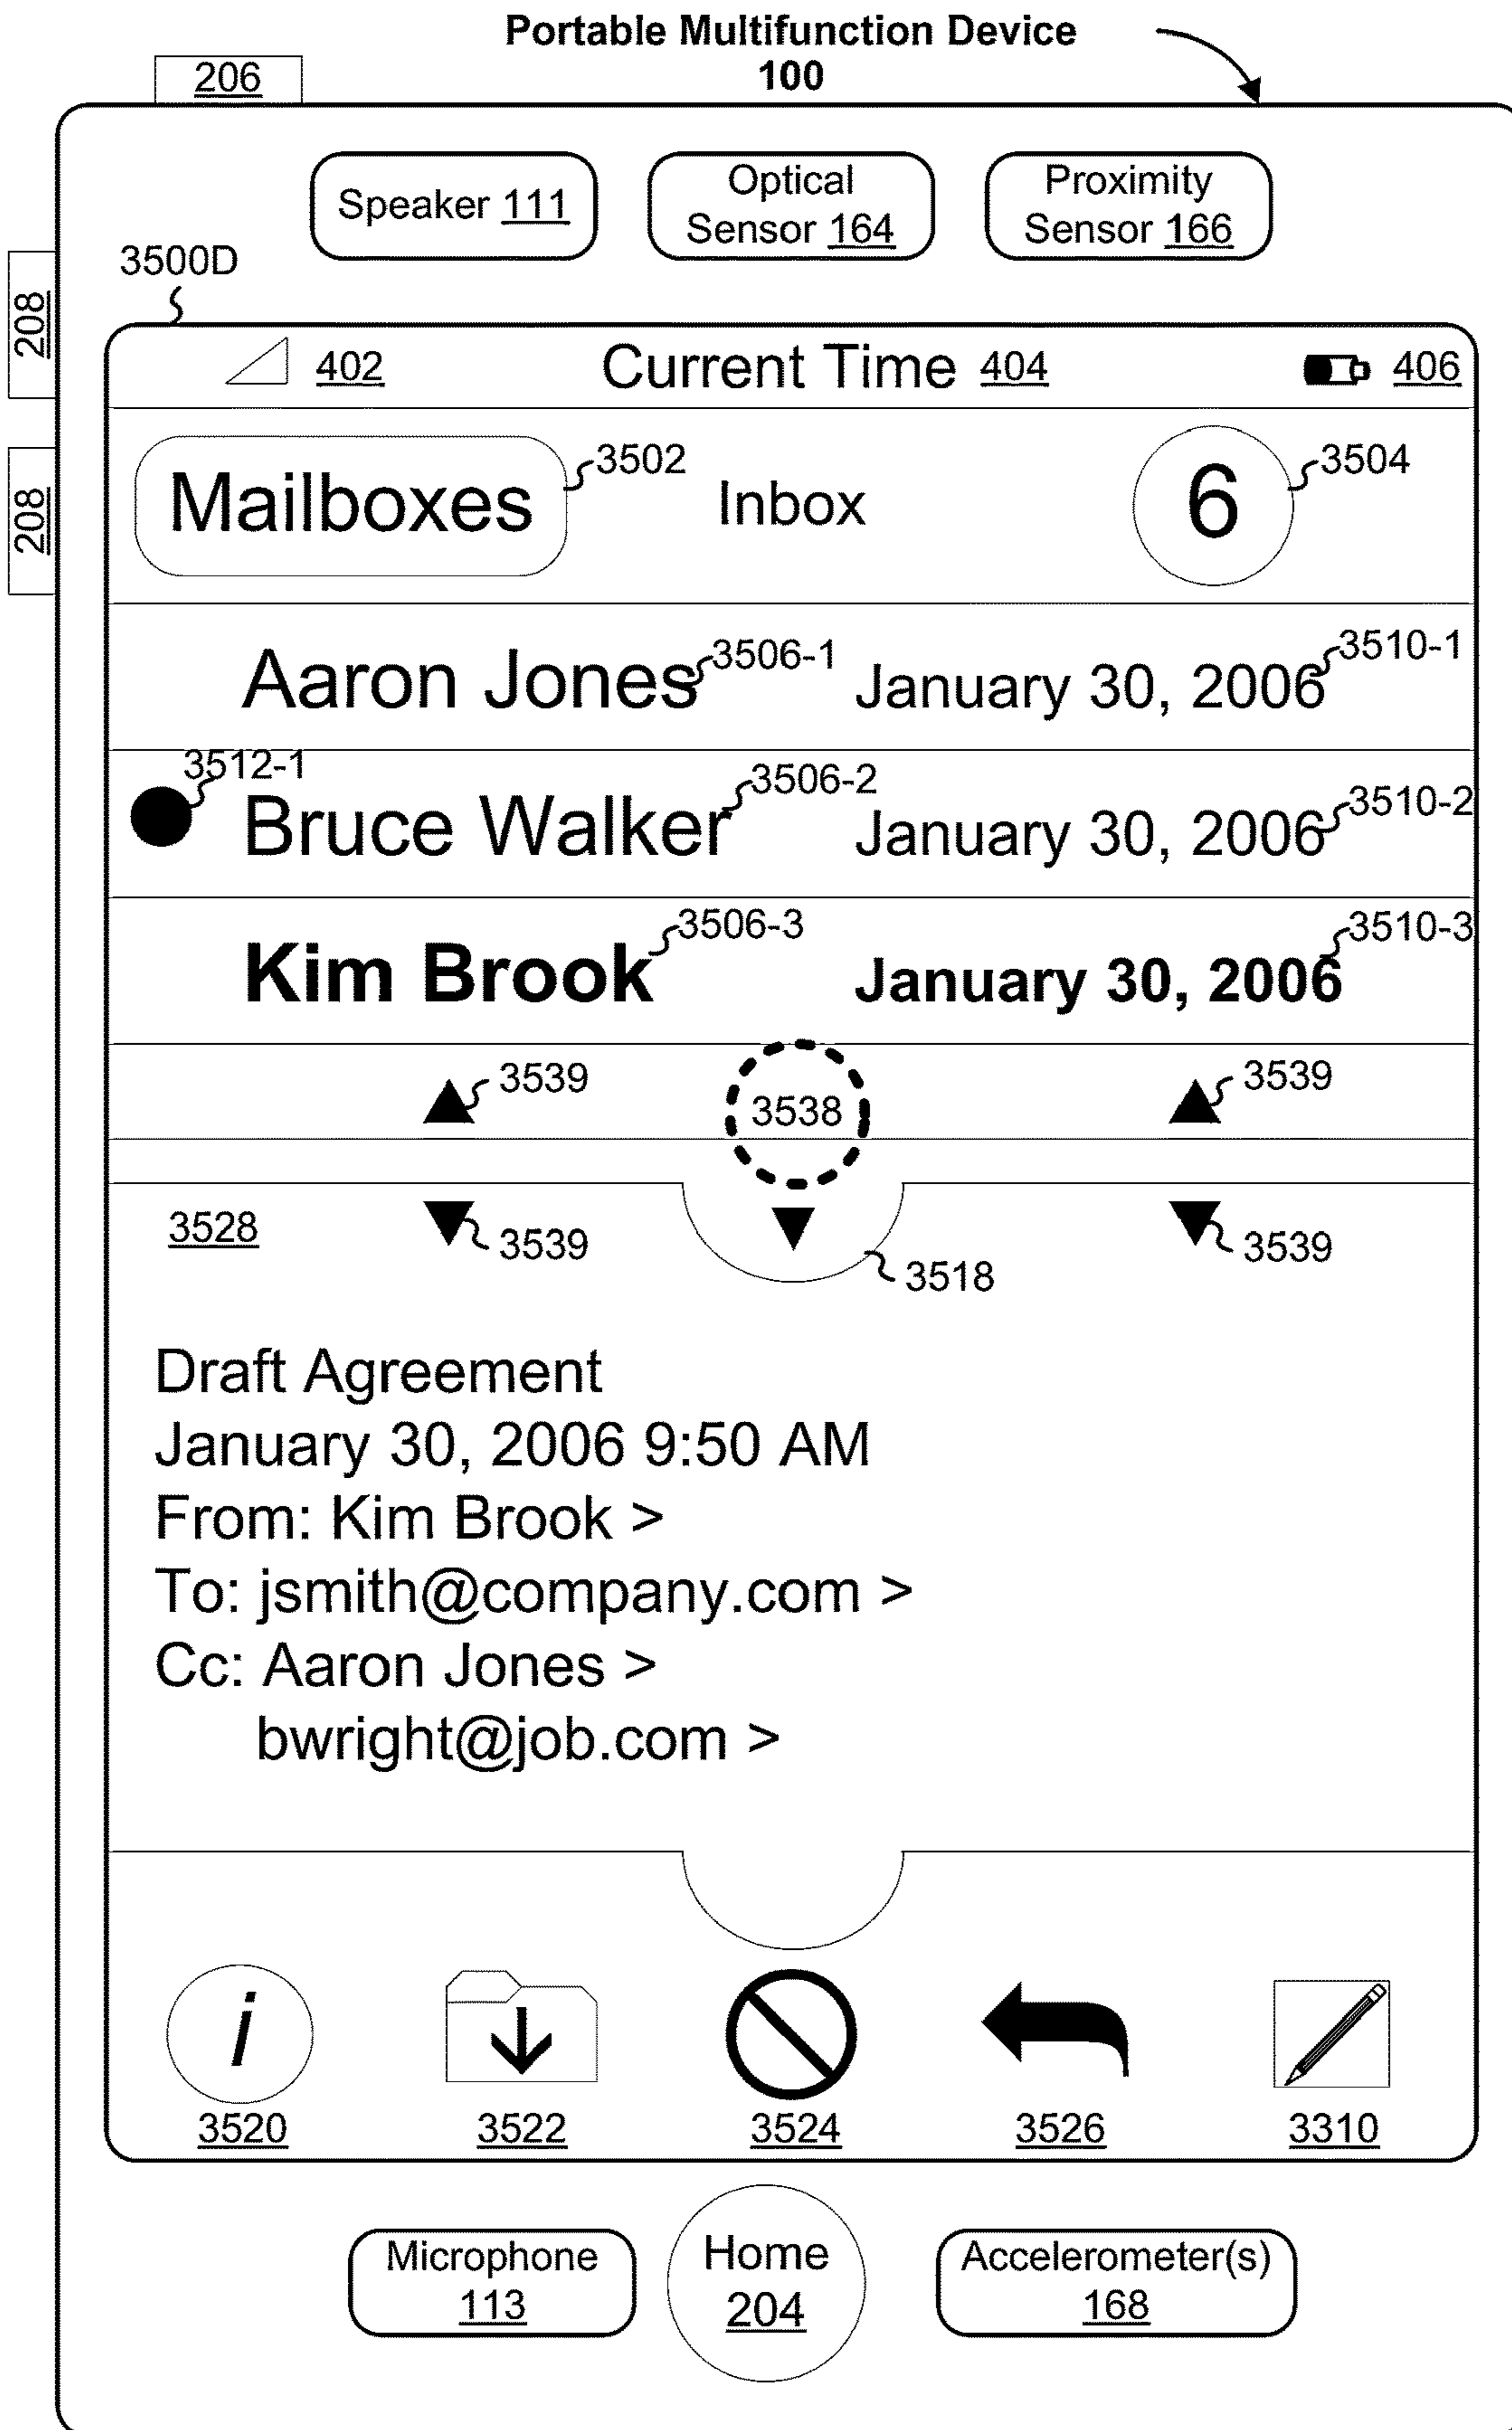 Portable Multifunction Device
100
206
Speaker 111
Optical
Sensor 164
Proximity
Sensor 166
3500D
208
208
402
Current Time 404
406
Mailboxes
3502
Inbox
6
3504
Aaron Jones
3506-1
January 30, 2006
3510-1
3512-1
Bruce Walker
3506-2
January 30, 2006
3510-2
Kim Brook
3506-3
January 30, 2006
3510-3
3539
3538
3539
3528
3539
3518
3539
Draft Agreement
January 30, 2006 9:50 AM
From: Kim Brook >
To: jsmith@company.com >
Cc: Aaron Jones >
bwright@job.com >
i
3520
3522
3524
3526
3310
Microphone
113
Home
204
Accelerometer(s)
168